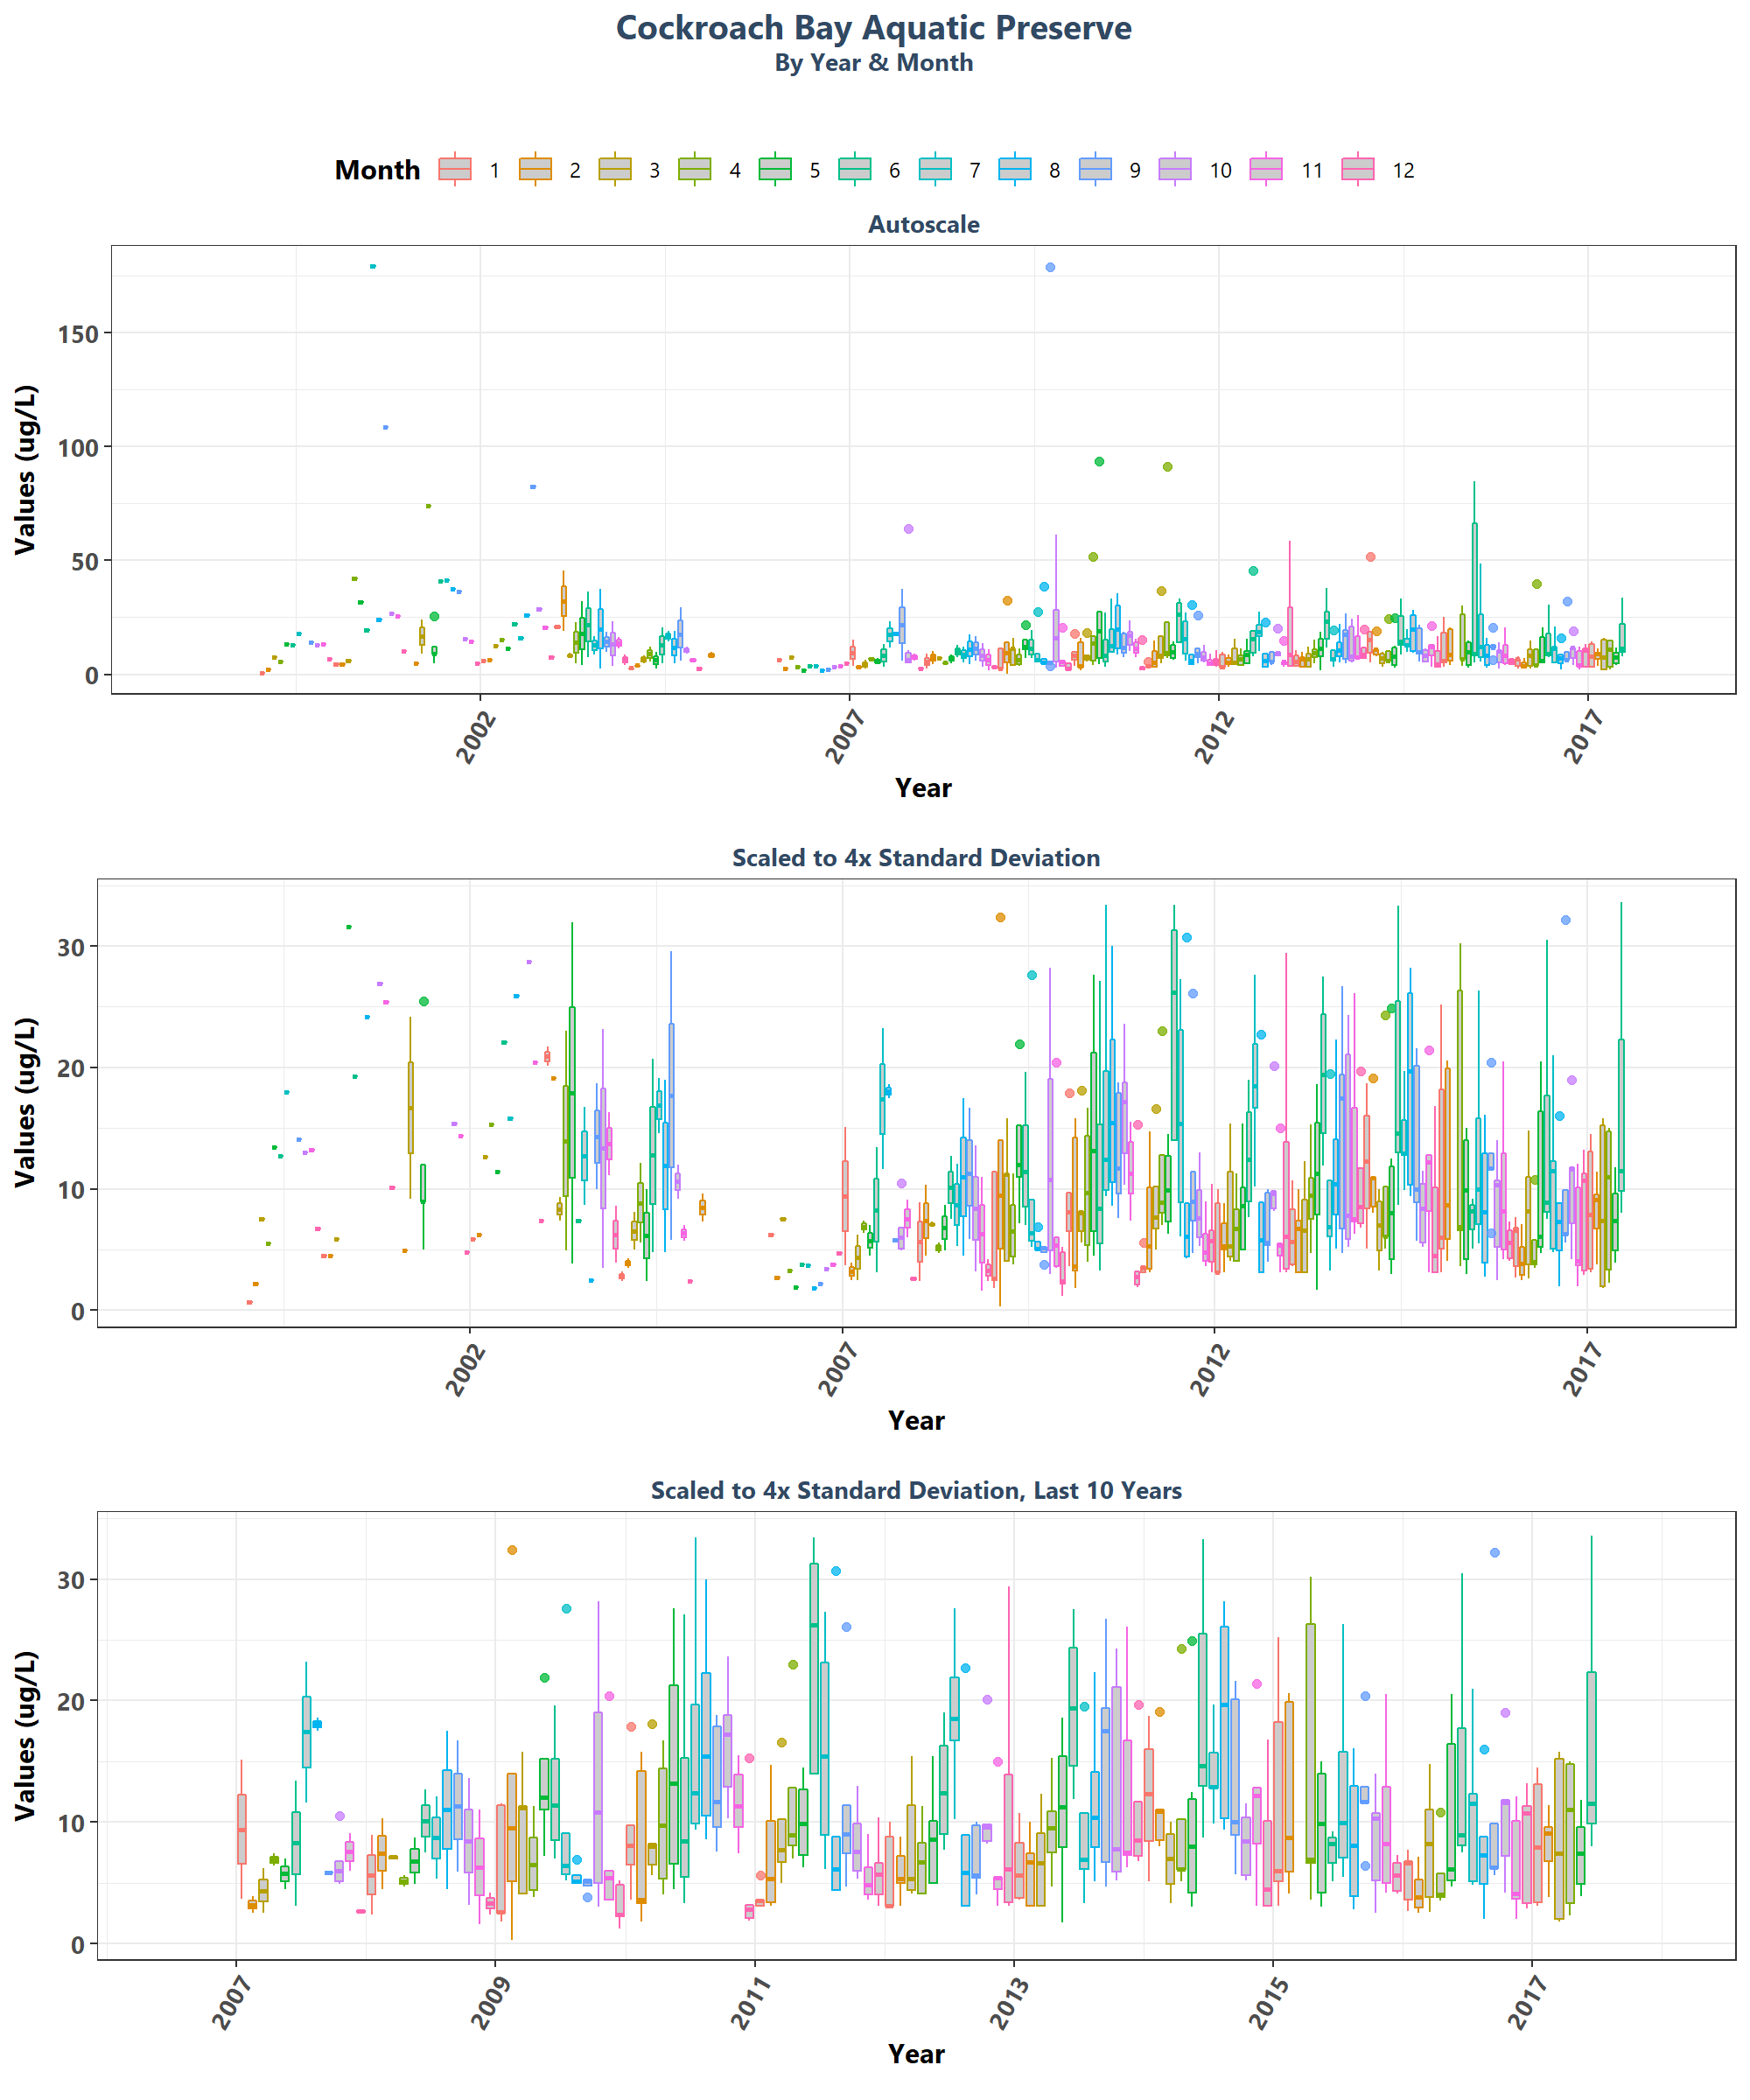 Cockroach Bay Aquatic Preserve
By Year & Month
Month 1 2 3 4 5 6 7 8 9 10 11 12
Autoscale
Values (ug/L)
150
100
50
0
2002 2007 2012 2017
Year
Scaled to 4x Standard Deviation
Values (ug/L)
30
20
10
0
2002 2007 2012 2017
Year
Scaled to 4x Standard Deviation, Last 10 Years
Values (ug/L)
30
20
10
0
2007 2009 2011 2013 2015 2017
Year